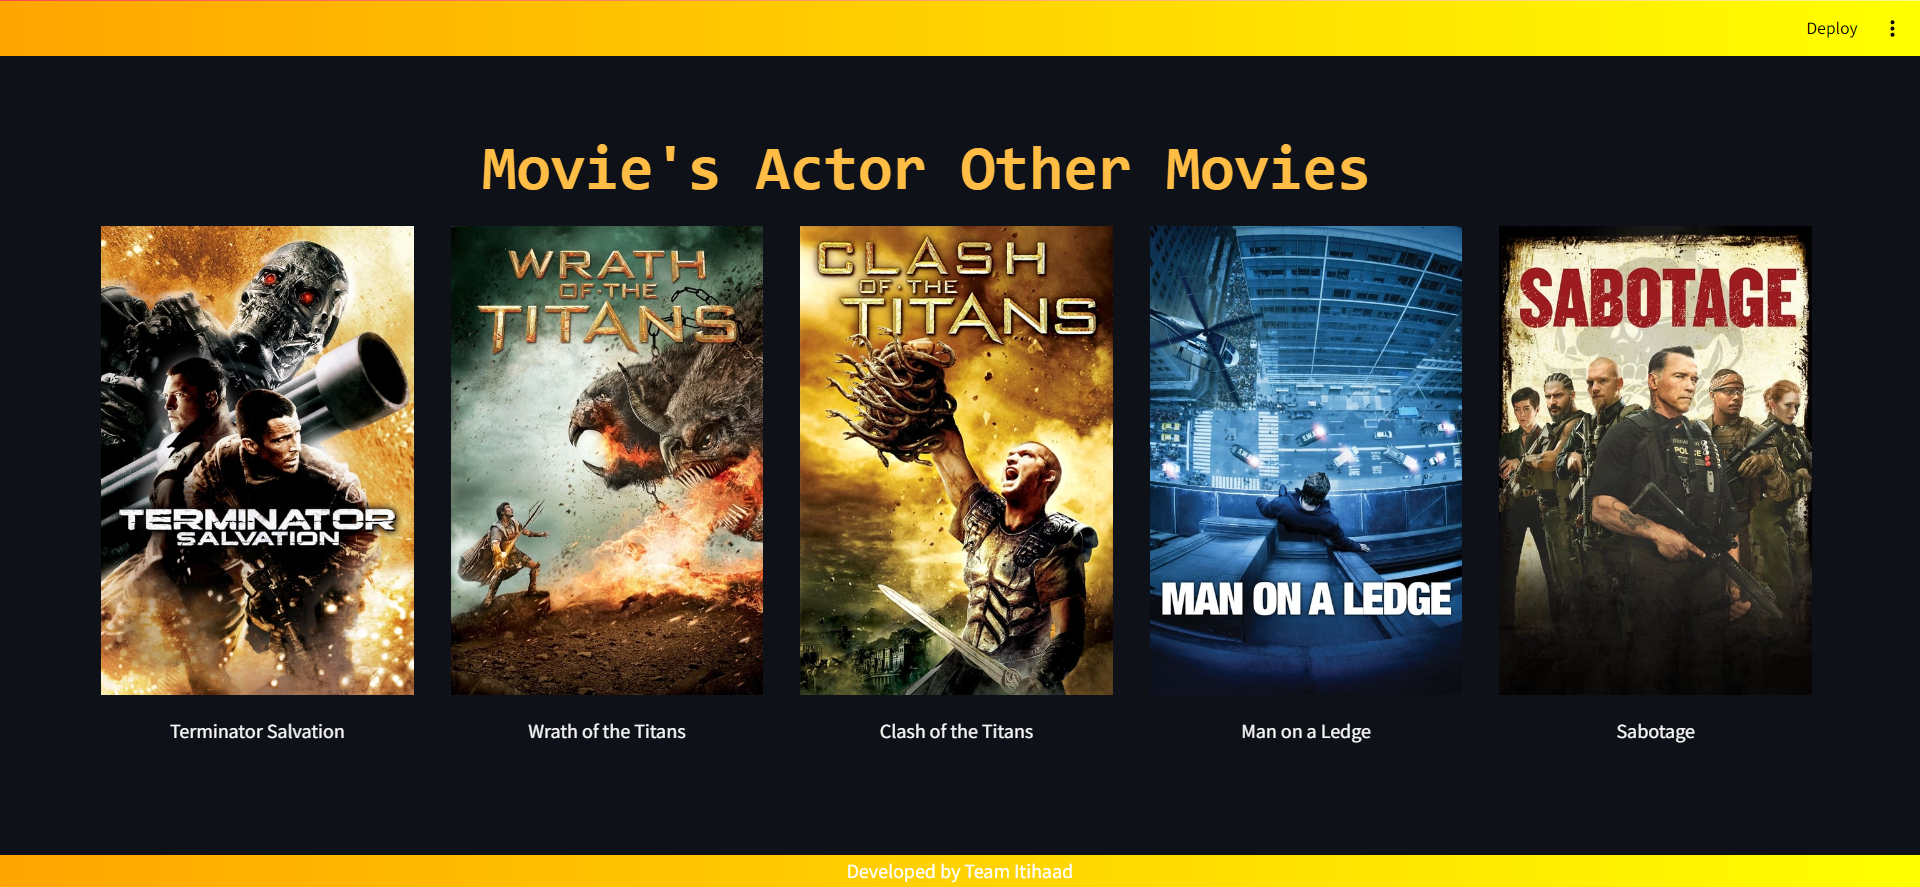 Deploy
Movie's Actor Other Movies
TERMINATOR
SALVATION
WRATH
OF·THE
TITANS
CLASH
OF·THE
TITANS
MAN ON A LEDGE
SABOTAGE
POLICE
Terminator Salvation
Wrath of the Titans
Clash of the Titans
Man on a Ledge
Sabotage
Developed by Team Itihaad